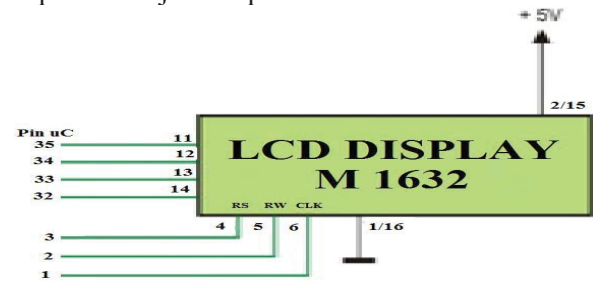 + 5V
2/15
Pin uC
35 11
34 12
33 13
32 14
LCD DISPLAY
M 1632
RS RW CLK
4 5 6 1/16
3
2
1